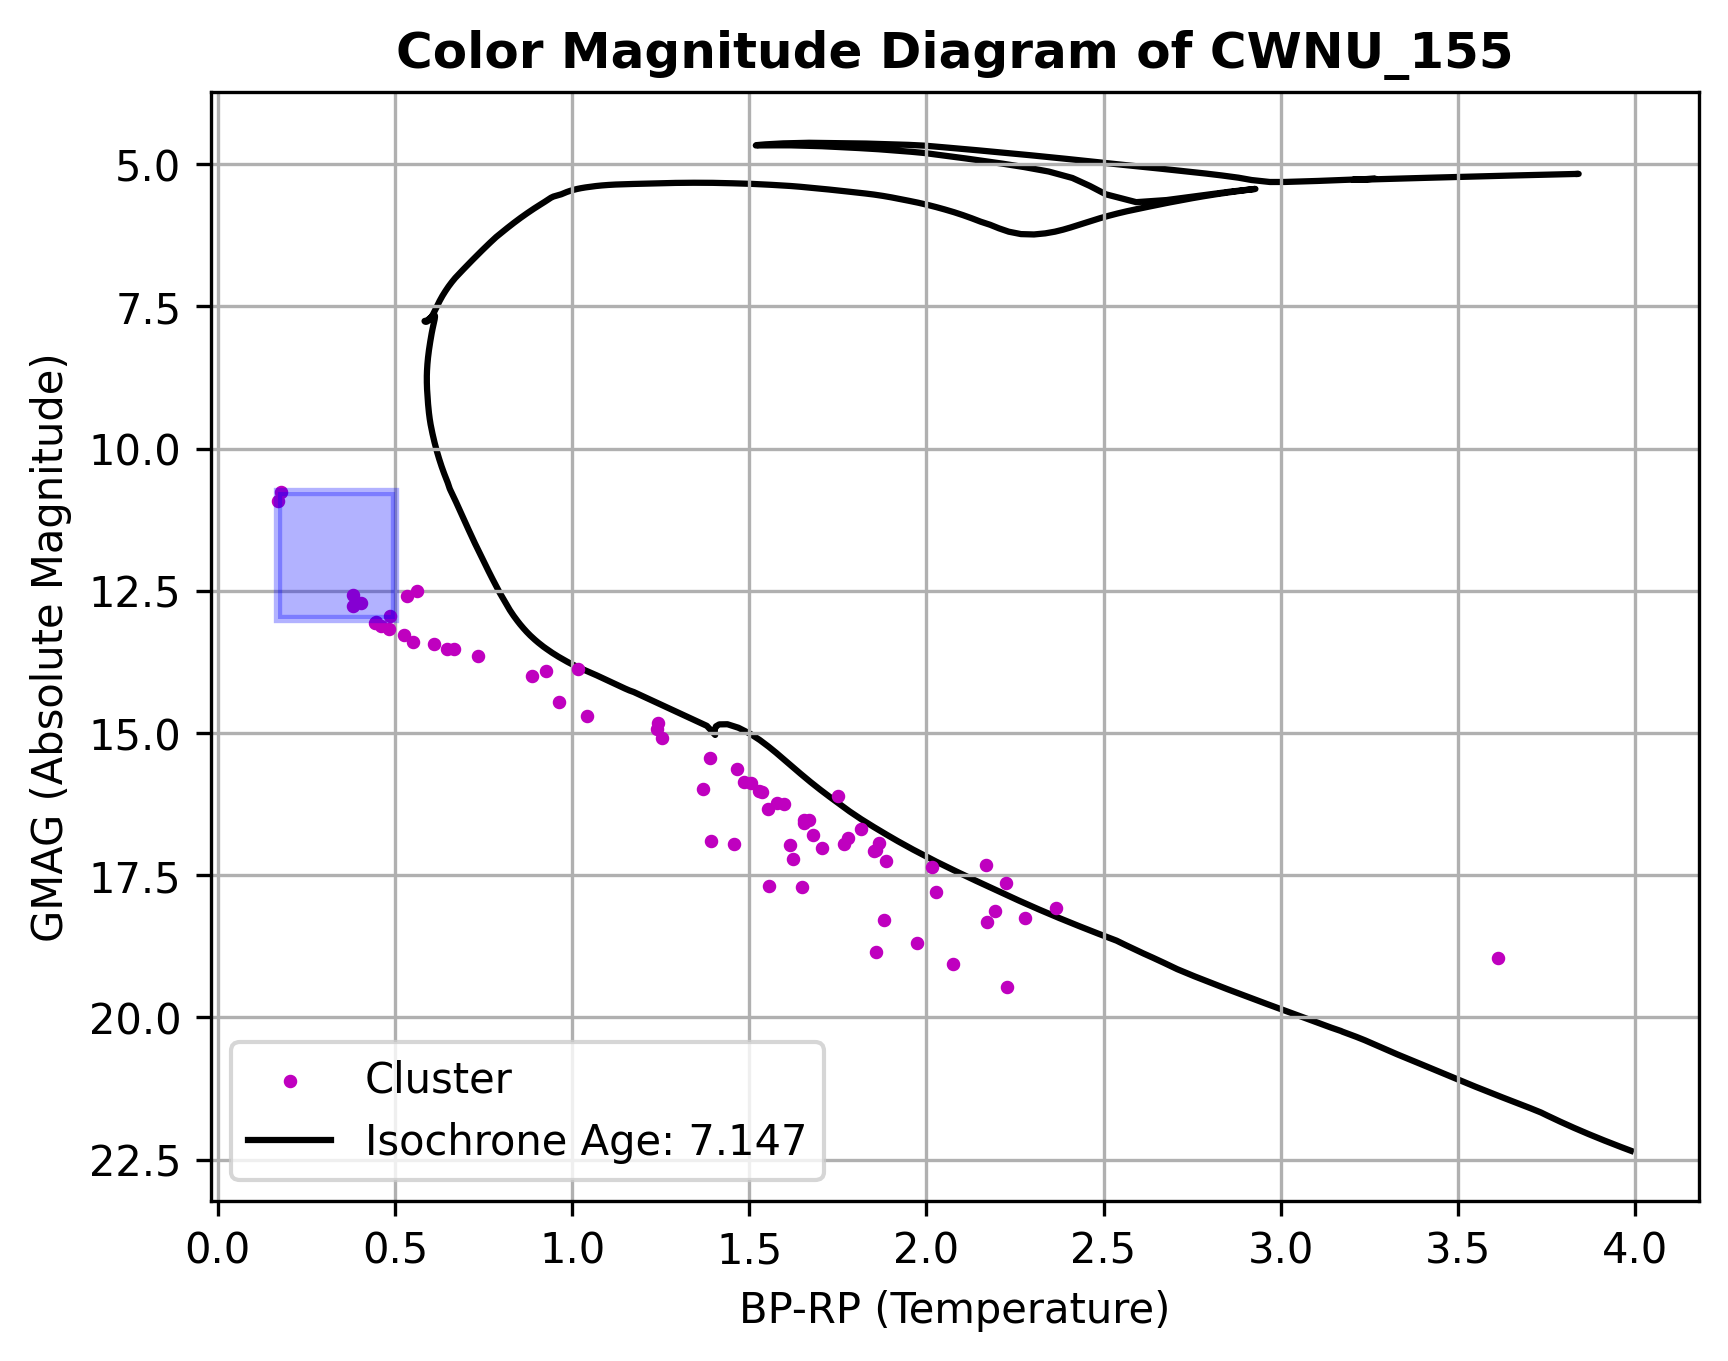 Color Magnitude Diagram of CWNU_155
GMAG (Absolute Magnitude)
5.0
7.5
10.0
12.5
15.0
17.5
20.0
22.5
Cluster
Isochrone Age: 7.147
0.0 0.5 1.0 1.5 2.0 2.5 3.0 3.5 4.0
BP-RP (Temperature)